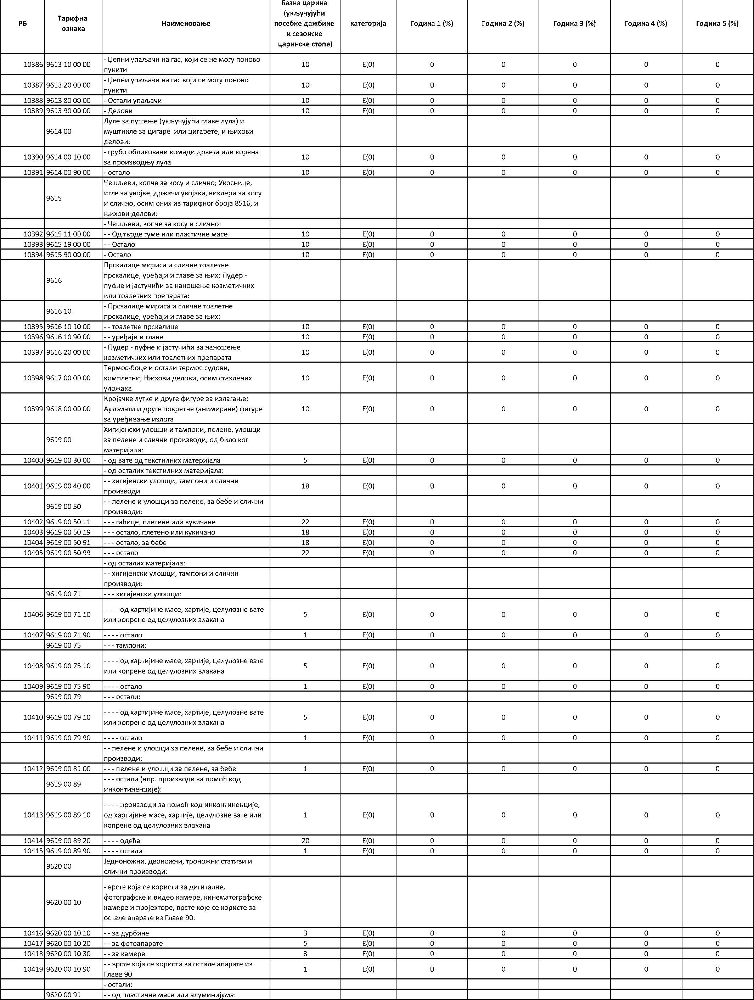 РБ Тарифна ознака Наименовање Базна царина (укључујући посебне дажбине и сезонске царинске стопе) категорија Година 1 (%) Година 2 (%) Година 3 (%) Година 4 (%) Година 5 (%)
10386 9613 10 00 00 - Џепни упаљачи на гас, који се не могу поново пунити 10 E(0) 0 0 0 0 0
10387 9613 20 00 00 - Џепни упаљачи на гас који се могу поново пунити 10 E(0) 0 0 0 0 0
10388 9613 80 00 00 - Остали упаљачи 10 E(0) 0 0 0 0 0
10389 9613 90 00 00 - Делови 10 E(0) 0 0 0 0 0
9614 00 Луле за пушење (укључујући главе лула) и муштикле за цигаре или цигарете, и њихови делови:
10390 9614 00 10 00 - грубо обликовани комади дрвета или корена за производњу лула 10 E(0) 0 0 0 0 0
10391 9614 00 90 00 - остало 10 E(0) 0 0 0 0 0
9615 Чешљеви, копче за косу и слично; Укоснице, игле за увојке, држачи увојака, виклери за косу и слично, осим оних из тарифног броја 8516, и њихови делови:
- Чешљеви, копче за косу и слично:
10392 9615 11 00 00 - - Од тврде гуме или пластичне масе 10 E(0) 0 0 0 0 0
10393 9615 19 00 00 - - Остало 10 E(0) 0 0 0 0 0
10394 9615 90 00 00 - Остало 10 E(0) 0 0 0 0 0
9616 Прскалице мириса и сличне тоалетне прскалице, уређаји и главе за њих; Пудер - пуфне и јастучићи за наношење козметичких или тоалетних препарата:
9616 10 - Прскалице мириса и сличне тоалетне прскалице, уређаји и главе за њих:
10395 9616 10 10 00 - - тоалетне прскалице 10 E(0) 0 0 0 0 0
10396 9616 10 90 00 - - уређаји и главе 10 E(0) 0 0 0 0 0
10397 9616 20 00 00 - Пудер - пуфне и јастучићи за наношење козметичких или тоалетних препарата 10 E(0) 0 0 0 0 0
10398 9617 00 00 00 Термос-боце и остали термос судови, комплетни; Њихови делови, осим стаклених уложака 10 E(0) 0 0 0 0 0
10399 9618 00 00 00 Кројачке лутке и друге фигуре за излагање; Аутомати и друге покретне (анимиране) фигуре за уређивање излога 10 E(0) 0 0 0 0 0
9619 00 Хигијенски улошци и тампони, пелене, улошци за пелене и слични производи, од било ког материјала:
10400 9619 00 30 00 - од вате од текстилних материјала 5 E(0) 0 0 0 0 0
- од осталих текстилних материјала:
10401 9619 00 40 00 - - хигијенски улошци, тампони и слични производи 18 E(0) 0 0 0 0 0
9619 00 50 - - пелене и улошци за пелене, за бебе и слични производи:
10402 9619 00 50 11 - - - гаћице, плетене или кукичане 22 E(0) 0 0 0 0 0
10403 9619 00 50 19 - - - остало, плетено или кукичано 18 E(0) 0 0 0 0 0
10404 9619 00 50 91 - - - остало, за бебе 18 E(0) 0 0 0 0 0
10405 9619 00 50 99 - - - остало 22 E(0) 0 0 0 0 0
- од осталих материјала:
- - хигијенски улошци, тампони и слични производи:
9619 00 71 - - - хигијенски улошци:
10406 9619 00 71 10 - - - - од хартијине масе, хартије, целулозне вате или копрене од целулозних влакана 5 E(0) 0 0 0 0 0
10407 9619 00 71 90 - - - - остало 1 E(0) 0 0 0 0 0
9619 00 75 - - - тампони:
10408 9619 00 75 10 - - - - од хартијине масе, хартије, целулозне вате или копрене од целулозних влакана 5 E(0) 0 0 0 0 0
10409 9619 00 75 90 - - - - остало 1 E(0) 0 0 0 0 0
9619 00 79 - - - остали:
10410 9619 00 79 10 - - - - од хартијине масе, хартије, целулозне вате или копрене од целулозних влакана 5 E(0) 0 0 0 0 0
10411 9619 00 79 90 - - - - остало 1 E(0) 0 0 0 0 0
- - пелене и улошци за пелене, за бебе и слични производи:
10412 9619 00 81 00 - - - пелене и улошци за пелене, за бебе 1 E(0) 0 0 0 0 0
9619 00 89 - - - остали (нпр. производи за помоћ код инконтиненције):
10413 9619 00 89 10 - - - - производи за помоћ код инконтиненције, од хартијине масе, хартије, целулозне вате или копрене од целулозних влакана 1 E(0) 0 0 0 0 0
10414 9619 00 89 20 - - - - одећа 20 E(0) 0 0 0 0 0
10415 9619 00 89 90 - - - - остали 1 E(0) 0 0 0 0 0
9620 00 Једноножни, двоножни, троножни стативи и слични производи:
9620 00 10 - врсте која се користи за дигиталне, фотографске и видео камере, кинематографске камере и пројекторе; врсте које се користе за остале апарате из Главе 90:
10416 9620 00 10 10 - - за дурбине 3 E(0) 0 0 0 0 0
10417 9620 00 10 20 - - за фотоапарате 5 E(0) 0 0 0 0 0
10418 9620 00 10 30 - - за камере 3 E(0) 0 0 0 0 0
10419 9620 00 10 90 - - врсте која се користи за остале апарате из Главе 90 1 E(0) 0 0 0 0 0
- остали:
9620 00 91 - - од пластичне масе или алуминијума: